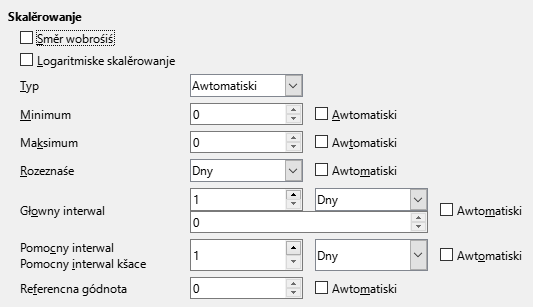 Skalěrowanje
Směr wobrośiś
Logaritmiske skalěrowanje
Typ Awtomatiski
Minimum 0 Awtomatiski
Maksimum 0 Awtomatiski
Rozeznaśe Dny Awtomatiski
Głowny interwal 1 Dny Awtomatiski
0
Pomocny interwal 1 Dny Awtomatiski
Pomocny interwal kšace
Referencna gódnota 0 Awtomatiski